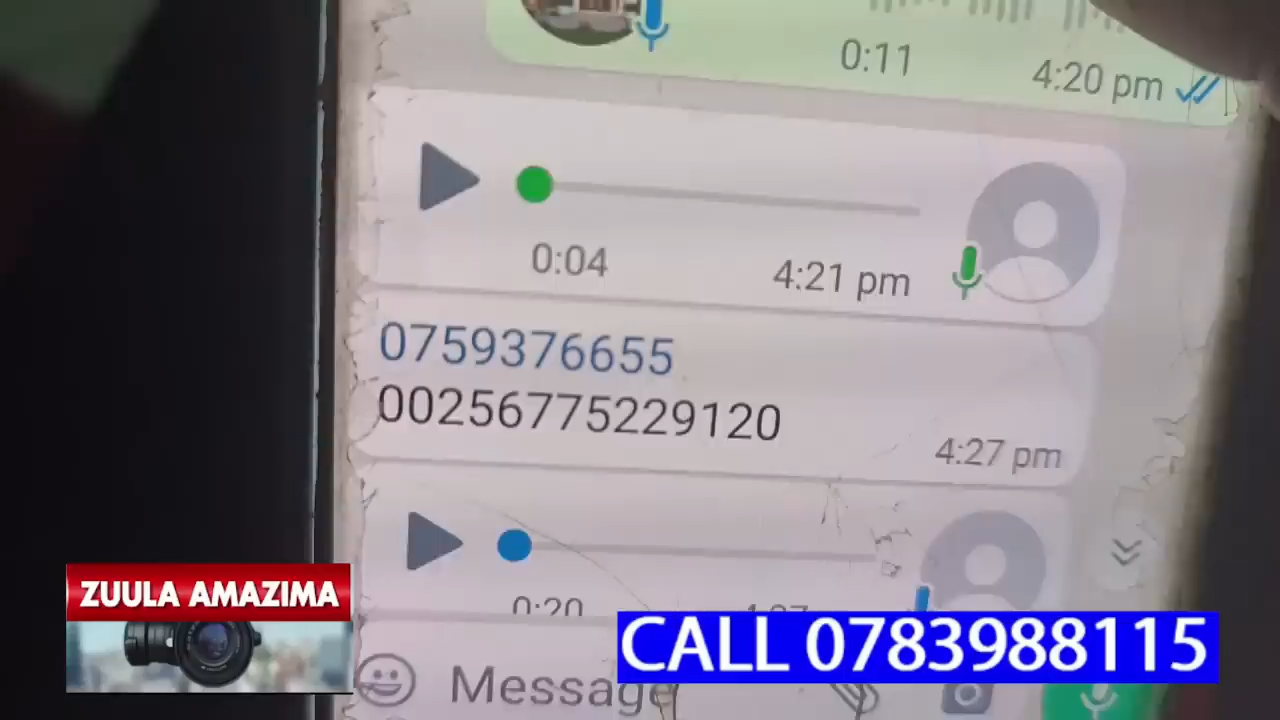 0:11
4:20 pm
0:04
4:21 pm
0759376655
00256775229120
4:27 pm
0:20
Message
ZUULA AMAZIMA
CALL 0783988115